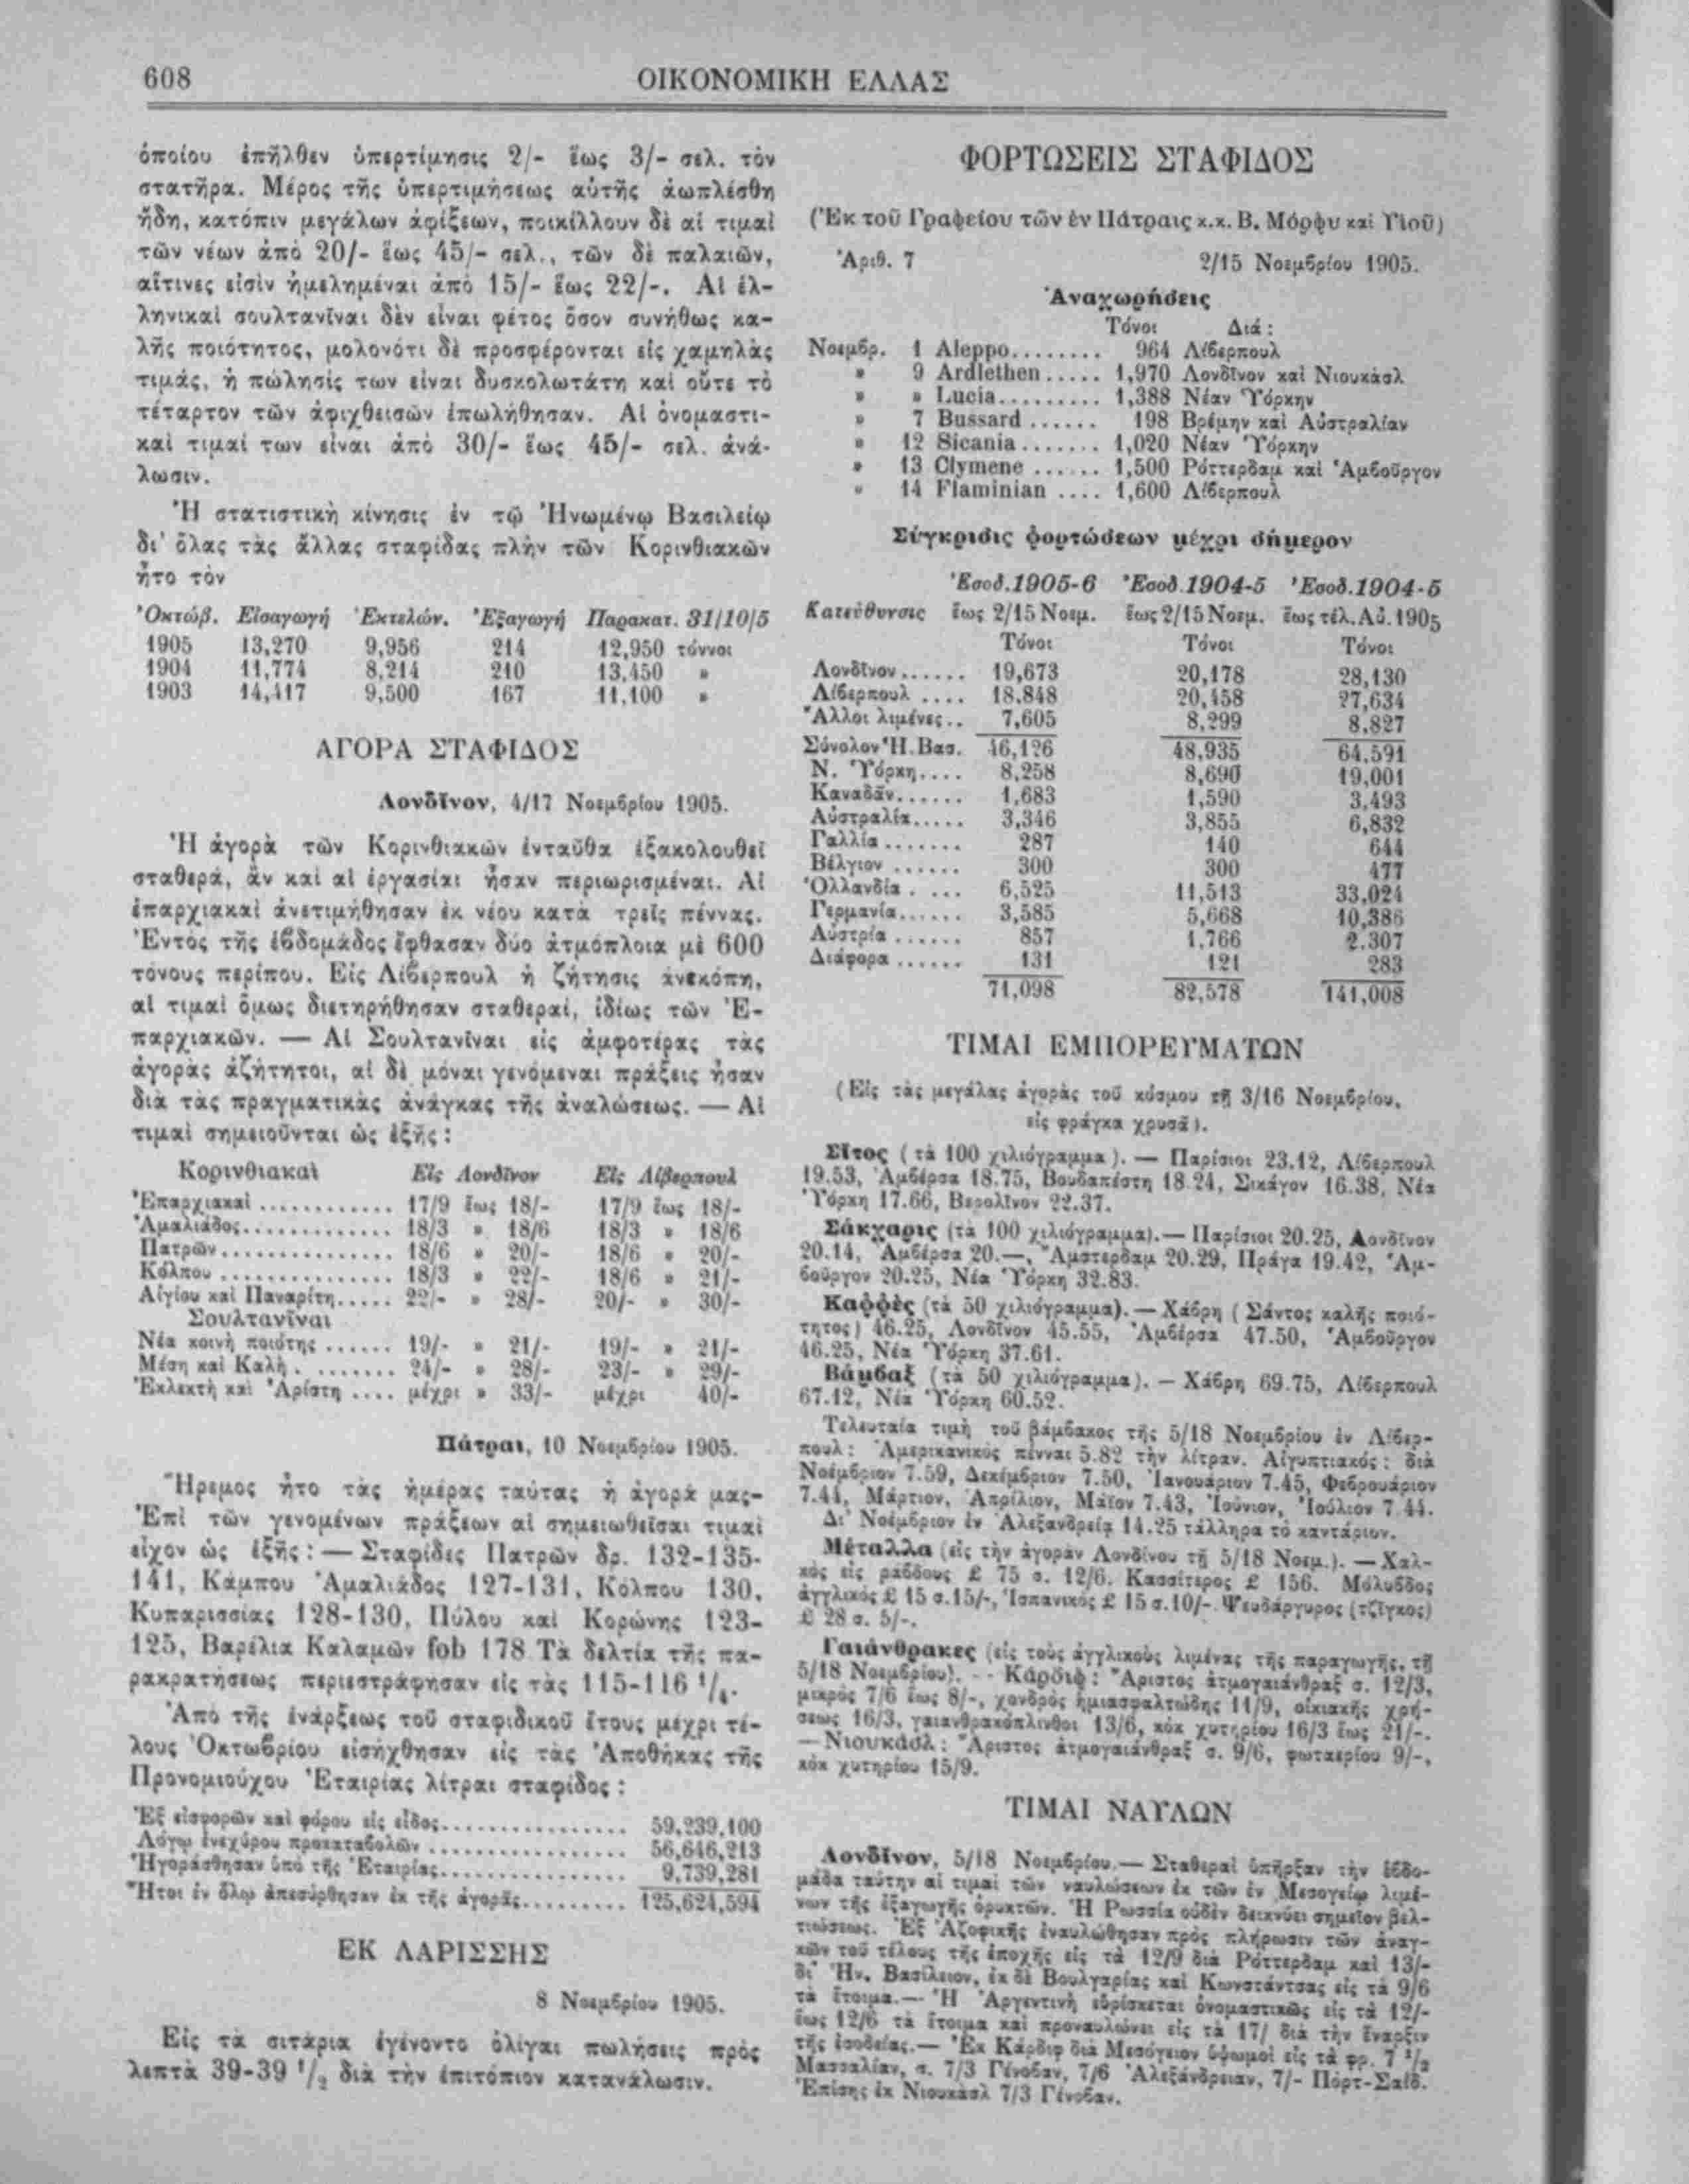 608
ΟΙΚΟΝΟΜΙΚΗ ΕΛΛΑΣ
ὁποίου ἐπῆλθεν ὑπερτίμησις 2/- ἕως 3/- σελ. τὸν
στατῆρα. Μέρος τῆς ὑπερτιμήσεως αὐτῆς ἀωπλέσθη
ἤδη, κατόπιν μεγάλων ἀφίξεων, ποικίλλουν δὲ αἱ τιμαὶ
τῶν νέων ἀπὸ 20/- ἕως 45/- σελ., τῶν δὲ παλαιῶν,
αἵτινες εἰσὶν ἠμελημέναι ἀπὸ 15/- ἕως 22/-. Αἱ ἑλ-
ληνικαὶ σουλτανῖναι δὲν εἶναι φέτος ὅσον συνήθως κα-
λῆς ποιότητος, μολονότι δὲ προσφέρονται εἰς χαμηλὰς
τιμάς, ἡ πώλησίς των εἶναι δυσκολωτάτη καὶ οὔτε τὸ
τέταρτον τῶν ἀφιχθεισῶν ἐπωλήθησαν. Αἱ ὀνομαστι-
καὶ τιμαί των εἶναι ἀπὸ 30/- ἕως 45/- σελ. ἀνά-
λωσιν.
Ἡ στατιστικὴ κίνησις ἐν τῷ Ἡνωμένῳ Βασιλείῳ
δι' ὅλας τὰς ἄλλας σταφίδας πλὴν τῶν Κορινθιακῶν
ἦτο τὸν
Ὀκτώβ. Εἰσαγωγή Ἐκτελών. Ἐξαγωγή Παρακατ. 31/10/5
1905 13,270 9,956 214 12,950 τόννοι
1904 11,774 8,214 210 13,450 »
1903 14,417 9,500 167 11,100 »
ΑΓΟΡΑ ΣΤΑΦΙΔΟΣ
Λονδῖνον, 4/17 Νοεμβρίου 1905.
Ἡ ἀγορὰ τῶν Κορινθιακῶν ἐνταῦθα ἐξακολουθεῖ
σταθερά, ἂν καὶ αἱ ἐργασίαι ἦσαν περιωρισμέναι. Αἱ
ἐπαρχιακαὶ ἀνετιμήθησαν ἐκ νέου κατὰ τρεῖς πέννας.
Ἐντὸς τῆς ἑβδομάδος ἔφθασαν δύο ἀτμόπλοια μὲ 600
τόνους περίπου. Εἰς Λίβερπουλ ἡ ζήτησις ἀνεκόπη,
αἱ τιμαὶ ὅμως διετηρήθησαν σταθεραί, ἰδίως τῶν Ἐ-
παρχιακῶν. — Αἱ Σουλτανῖναι εἰς ἀμφοτέρας τὰς
ἀγορὰς ἀζήτητοι, αἱ δὲ μόναι γενόμεναι πράξεις ἦσαν
διὰ τὰς πραγματικὰς ἀνάγκας τῆς ἀναλώσεως. — Αἱ
τιμαὶ σημειοῦνται ὡς ἑξῆς :
Κορινθιακαὶ Εἰς Λονδῖνον Εἰς Λίβερπουλ
Ἐπαρχιακαὶ ............ 17/9 ἕως 18/- 17/9 ἕως 18/-
Ἀμαλιάδος.............. 18/3 » 18/6 18/3 » 18/6
Πατρῶν................ 18/6 » 20/- 18/6 » 20/-
Κόλπου ................ 18/3 » 22/- 18/6 » 21/-
Αἰγίου καὶ Παναρίτη..... 22/- » 28/- 20/- » 30/-
Σουλτανῖναι
Νέα κοινὴ ποιότης ...... 19/- » 21/- 19/- » 21/-
Μέση καὶ Καλὴ . ....... 24/- » 28/- 23/- » 29/-
Ἐκλεκτὴ καὶ Ἀρίστη .... μέχρι » 33/- μέχρι 40/-
Πάτραι, 10 Νοεμβρίου 1905.
Ἤρεμος ἦτο τὰς ἡμέρας ταύτας ἡ ἀγορά μας-
Ἐπὶ τῶν γενομένων πράξεων αἱ σημειωθεῖσαι τιμαὶ
εἶχον ὡς ἑξῆς : — Σταφίδες Πατρῶν δρ. 132-135-
141, Κάμπου Ἀμαλιάδος 127-131, Κόλπου 130,
Κυπαρισσίας 128-130, Πύλου καὶ Κορώνης 123-
125, Βαρέλια Καλαμῶν fob 178 Τὰ δελτία τῆς πα-
ρακρατήσεως περιεστράφησαν εἰς τὰς 115-116 1/4.
Ἀπὸ τῆς ἐνάρξεως τοῦ σταφιδικοῦ ἔτους μέχρι τέ-
λους Ὀκτωβρίου εἰσήχθησαν εἰς τὰς Ἀποθήκας τῆς
Προνομιούχου Ἑταιρίας λίτραι σταφίδος :
Ἐξ εἰσφορῶν καὶ φόρου εἰς εἶδος................ 59,239,100
Λόγῳ ἐνεχύρου προκαταβολῶν .................. 56,646,213
Ἠγοράσθησαν ὑπὸ τῆς Ἑταιρίας................ 9,739,281
Ἤτοι ἐν ὅλῳ ἀπεσύρθησαν ἐκ τῆς ἀγορᾶς......... 125,624,594
ΕΚ ΛΑΡΙΣΣΗΣ
8 Νοεμβρίου 1905.
Εἰς τὰ σιτάρια ἐγένοντο ὀλίγαι πωλήσεις πρὸς
λεπτὰ 39-39 1/2 διὰ τὴν ἐπιτόπιον κατανάλωσιν.
ΦΟΡΤΩΣΕΙΣ ΣΤΑΦΙΔΟΣ
(Ἐκ τοῦ Γραφείου τῶν ἐν Πάτραις κ.κ. Β. Μόρφυ καὶ Υἱοῦ)
Ἀριθ. 7 2/15 Νοεμβρίου 1905.
Ἀναχωρήσεις
Τόνοι Διά :
Νοεμβρ. 1 Aleppo........ 964 Λίβερπουλ
» 9 Ardlethen ..... 1,970 Λονδῖνον καὶ Νιουκάσλ
» » Lucia......... 1,388 Νέαν Ὑόρκην
» 7 Bussard ...... 198 Βρέμην καὶ Αὐστραλίαν
» 12 Sicania ....... 1,020 Νέαν Ὑόρκην
» 13 Clymene ...... 1,500 Ρόττερδαμ καὶ Ἀμβοῦργον
» 14 Flaminian .... 1,600 Λίβερπουλ
Σύγκρισις φορτώσεων μέχρι σήμερον
Ἐσοδ.1905-6 Ἐσοδ.1904-5 Ἐσοδ.1904-5
Κατεύθυνσις ἕως 2/15 Νοεμ. ἕως 2/15 Νοεμ. ἕως τέλ. Αὐ. 1905
Τόνοι Τόνοι Τόνοι
Λονδῖνον...... 19,673 20,178 28,130
Λίβερπουλ .... 18,848 20,458 27,634
Ἄλλοι λιμένες.. 7,605 8,299 8,827
Σύνολον Ἡ. Βασ. 46,126 48,935 64,591
Ν. Ὑόρκη.... 8,258 8,690 19,001
Καναδᾶν...... 1,683 1,590 3,493
Αὐστραλία..... 3,346 3,855 6,832
Γαλλία ....... 287 140 644
Βέλγιον ...... 300 300 477
Ὁλλανδία . ... 6,525 11,513 33,024
Γερμανία...... 3,585 5,668 10,386
Αὐστρία ...... 857 1,766 2,307
Διάφορα ...... 131 121 283
71,098 82,578 141,008
ΤΙΜΑΙ ΕΜΠΟΡΕΥΜΑΤΩΝ
(Εἰς τὰς μεγάλας ἀγορὰς τοῦ κόσμου τῇ 3/16 Νοεμβρίου,
εἰς φράγκα χρυσᾶ).
Σῖτος (τὰ 100 χιλιόγραμμα). — Παρίσιοι 23.12, Λίβερπουλ
19.53, Ἀμβέρσα 18.75, Βουδαπέστη 18.24, Σικάγον 16.38, Νέα
Ὑόρκη 17.66, Βερολῖνον 22.37.
Σάκχαρις (τὰ 100 χιλιόγραμμα).— Παρίσιοι 20.25, Λονδῖνον
20.14, Ἀμβέρσα 20.—, Ἀμστερδαμ 20.29, Πράγα 19.42, Ἀμ-
βοῦργον 20.25, Νέα Ὑόρκη 32.83.
Καφφὲς (τὰ 50 χιλιόγραμμα). — Χάβρη (Σάντος καλῆς ποιό-
τητος) 46.25, Λονδῖνον 45.55, Ἀμβέρσα 47.50, Ἀμβοῦργον
46.25, Νέα Ὑόρκη 37.61.
Βάμβαξ (τὰ 50 χιλιόγραμμα). — Χάβρη 69.75, Λίβερπουλ
67.12, Νέα Ὑόρκη 60.52.
Τελευταία τιμὴ τοῦ βάμβακος τῆς 5/18 Νοεμβρίου ἐν Λίβερ-
πουλ : Ἀμερικανικὸς πένναι 5.82 τὴν λίτραν. Αἰγυπτιακός : διὰ
Νοέμβριον 7.59, Δεκέμβριον 7.50, Ἰανουάριον 7.45, Φεβρουάριον
7.44, Μάρτιον, Ἀπρίλιον, Μάϊον 7.43, Ἰούνιον, Ἰούλιον 7.44.
Δι' Νοέμβριον ἐν Ἀλεξανδρείᾳ 14.25 τάλληρα τὸ καντάριον.
Μέταλλα (εἰς τὴν ἀγορὰν Λονδίνου τῇ 5/18 Νοεμ.). — Χαλ-
κὸς εἰς ράβδους £ 75 σ. 12/6. Κασσίτερος £ 156. Μόλυβδος
ἀγγλικὸς £ 15 σ.15/-, Ἰσπανικὸς £ 15 σ.10/-. Ψευδάργυρος (τζίγκος)
£ 28 σ. 5/-.
Γαιάνθρακες (εἰς τοὺς ἀγγλικοὺς λιμένας τῆς παραγωγῆς, τῇ
5/18 Νοεμβρίου). -- Κάρδιφ : Ἄριστος ἀτμογαιάνθραξ σ. 12/3,
μικρὸς 7/6 ἕως 8/-, χονδρὸς ἡμιασφαλτώδης 11/9, οἰκιακῆς χρή-
σεως 16/3, γαιανθρακόπλινθοι 13/6, κὸκ χυτηρίου 16/3 ἕως 21/-.
— Νιουκάσλ : Ἄριστος ἀτμογαιάνθραξ σ. 9/6, φωταερίου 9/-,
κὸκ χυτηρίου 15/9.
ΤΙΜΑΙ ΝΑΥΛΩΝ
Λονδῖνον, 5/18 Νοεμβρίου.— Σταθεραὶ ὑπῆρξαν τὴν ἑβδο-
μάδα ταύτην αἱ τιμαὶ τῶν ναυλώσεων ἐκ τῶν ἐν Μεσογείῳ λιμέ-
νων τῆς ἐξαγωγῆς ὀρυκτῶν. Ἡ Ρωσσία οὐδὲν δεικνύει σημεῖον βελ-
τιώσεως. Ἐξ Ἀζοφικῆς ἐναυλώθησαν πρὸς πλήρωσιν τῶν ἀναγ-
κῶν τοῦ τέλους τῆς ἐποχῆς εἰς τὰ 12/9 διὰ Ρόττερδαμ καὶ 13/-
δι' Ἡν. Βασίλειον, ἐκ δὲ Βουλγαρίας καὶ Κωνστάντσας εἰς τὰ 9/6
τὰ ἕτοιμα.— Ἡ Ἀργεντινὴ εὑρίσκεται ὀνομαστικῶς εἰς τὰ 12/-
ἕως 12/6 τὰ ἕτοιμα καὶ προναυλώνει εἰς τὰ 17/ διὰ τὴν ἔναρξιν
τῆς ἐσοδείας.— Ἐκ Κάρδιφ διὰ Μεσόγειον ὑψωμοὶ εἰς τὰ φρ. 7 1/2
Μασσαλίαν, σ. 7/3 Γένοβαν, 7/6 Ἀλεξάνδρειαν, 7/- Πόρτ-Σαΐδ.
Ἐπίσης ἐκ Νιουκάσλ 7/3 Γένοβαν.